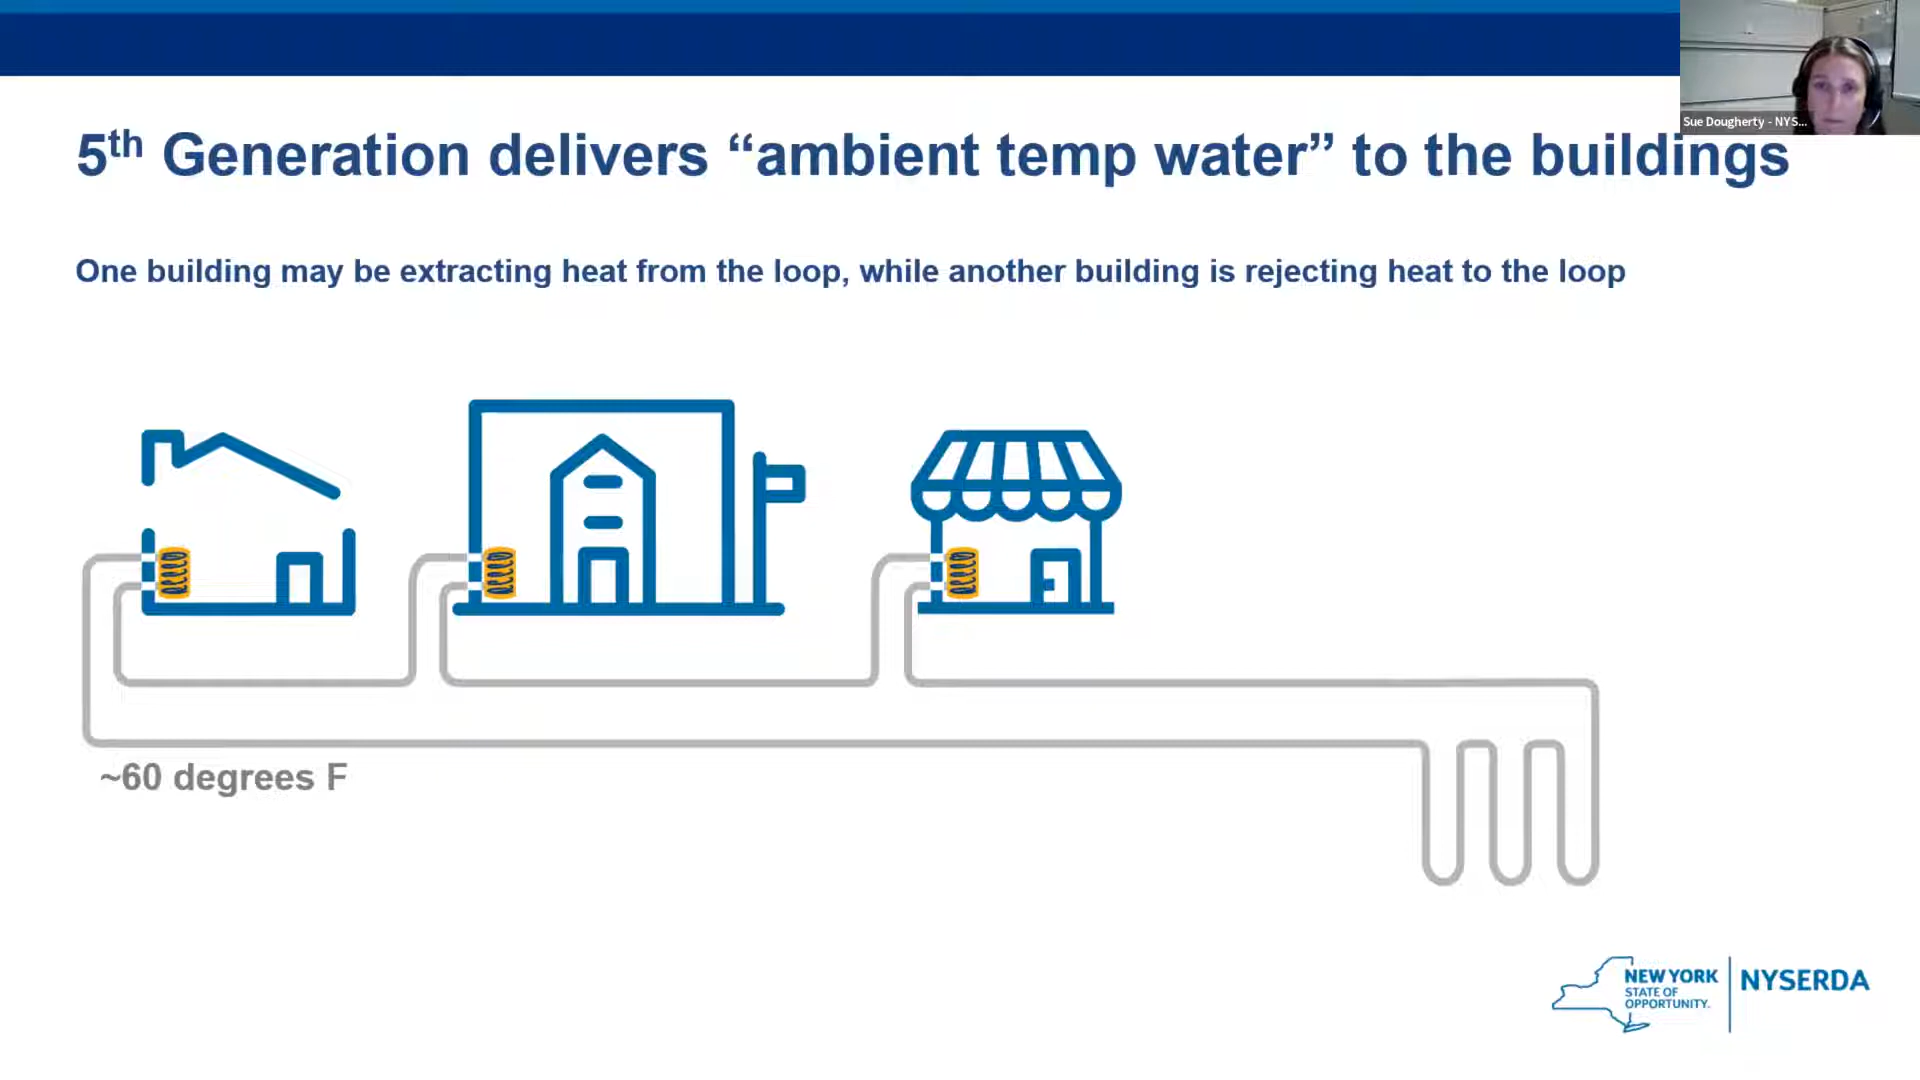 Sue Dougherty - NYS...
5th Generation delivers “ambient temp water” to the buildings
One building may be extracting heat from the loop, while another building is rejecting heat to the loop
~60 degrees F
NEW YORK
STATE OF
OPPORTUNITY.
NYSERDA